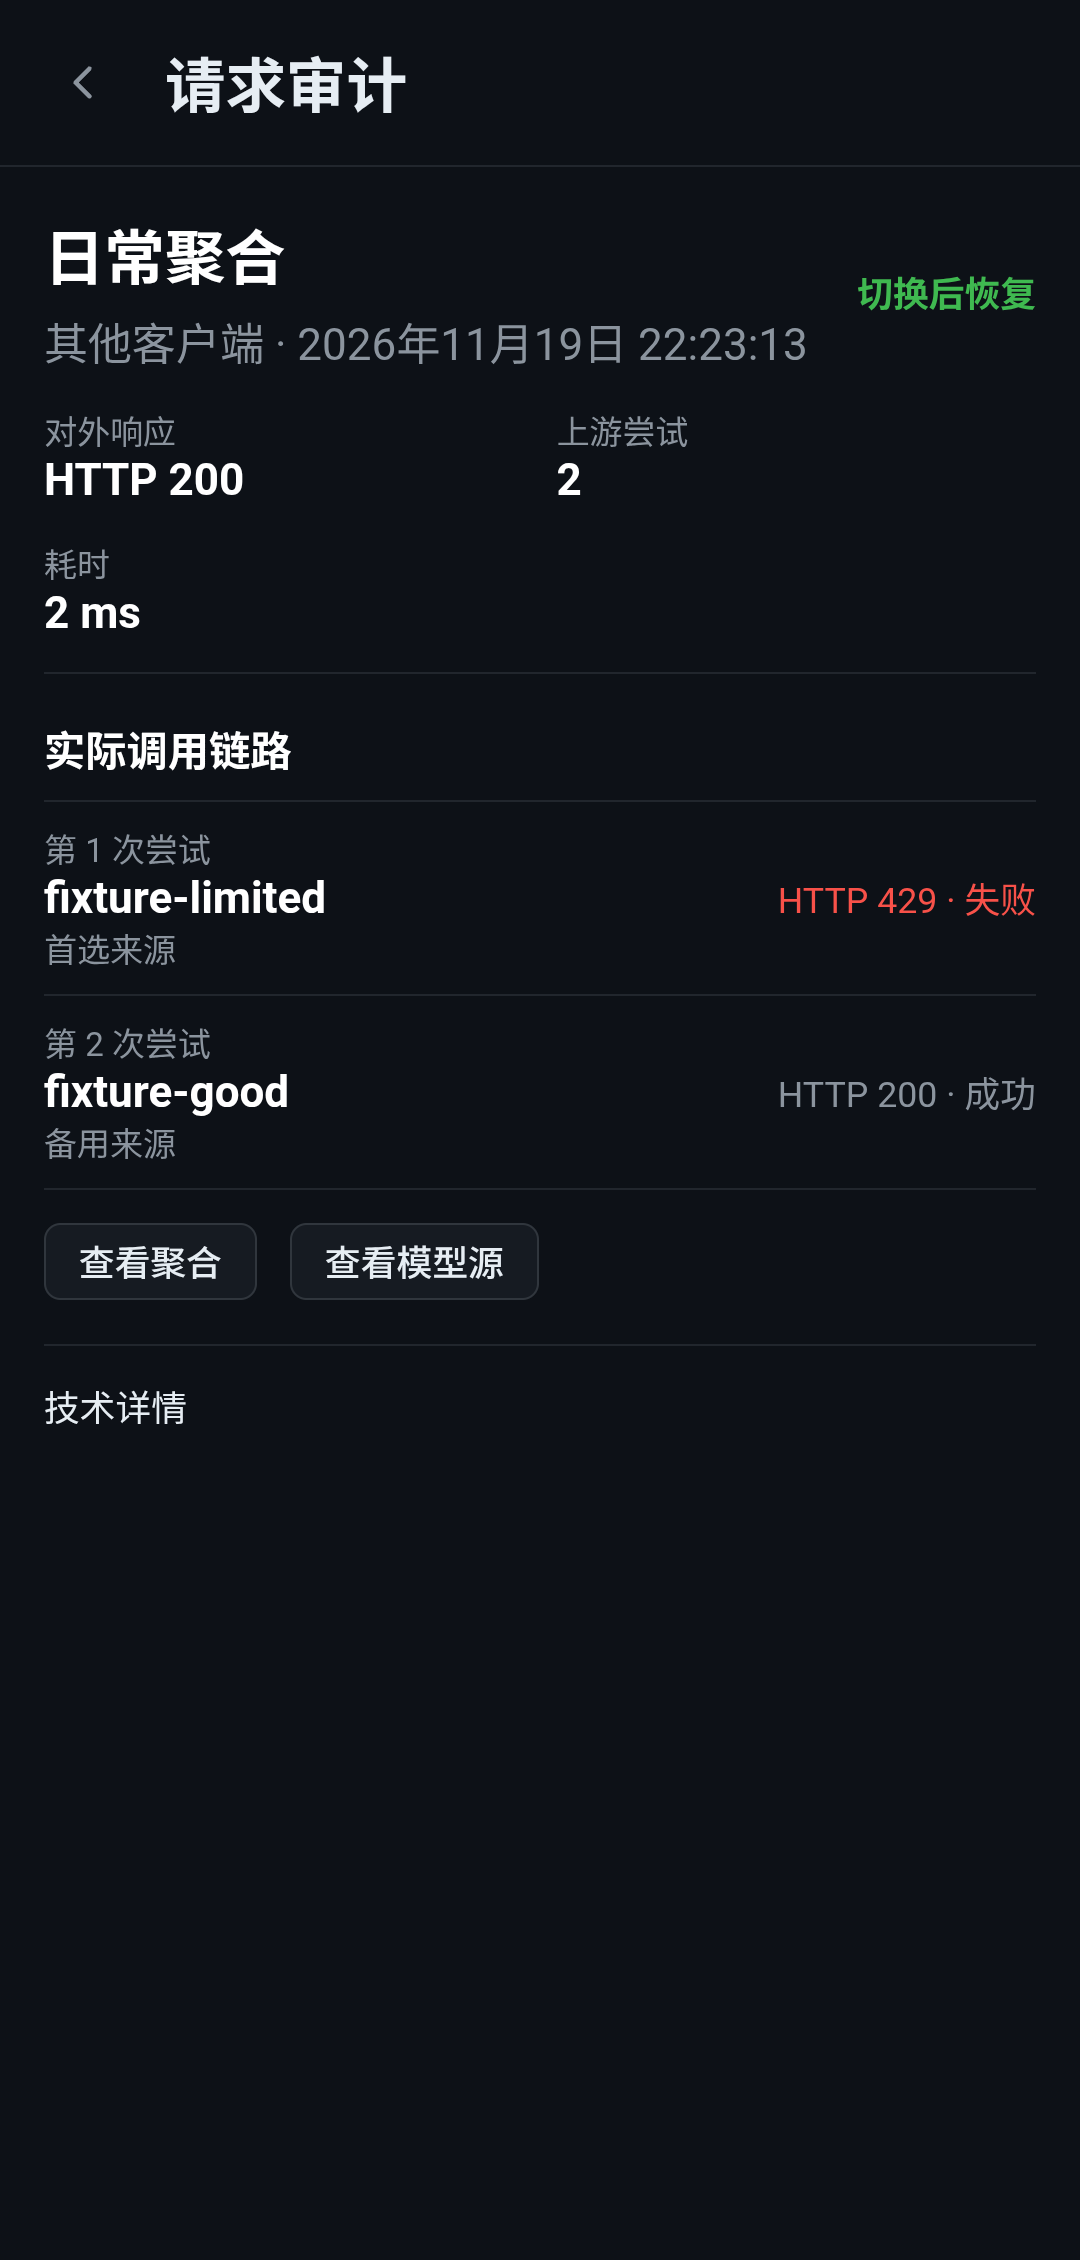 请求审计
日常聚合
切换后恢复
其他客户端 · 2026年11月19日 22:23:13
对外响应
上游尝试
HTTP 200
2
耗时
2 ms
实际调用链路
第 1 次尝试
fixture-limited
HTTP 429 · 失败
首选来源
第 2 次尝试
fixture-good
HTTP 200 · 成功
备用来源
查看聚合
查看模型源
技术详情